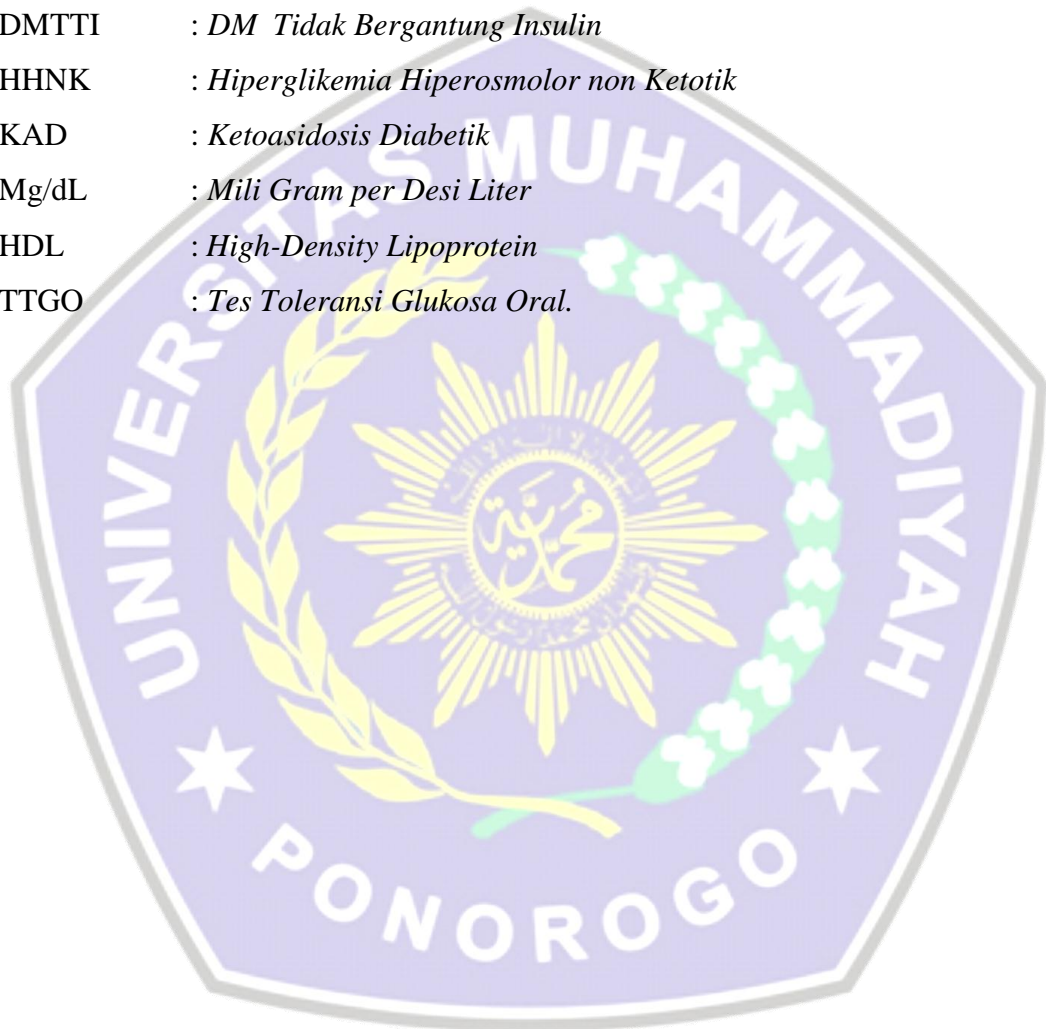 DMTTI : DM Tidak Bergantung Insulin
HHNK : Hiperglikemia Hiperosmolor non Ketotik
KAD : Ketoasidosis Diabetik
Mg/dL : Mili Gram per Desi Liter
HDL : High-Density Lipoprotein
TTGO : Tes Toleransi Glukosa Oral.
UNIVERSITAS MUHAMMADIYAH
PONOROGO